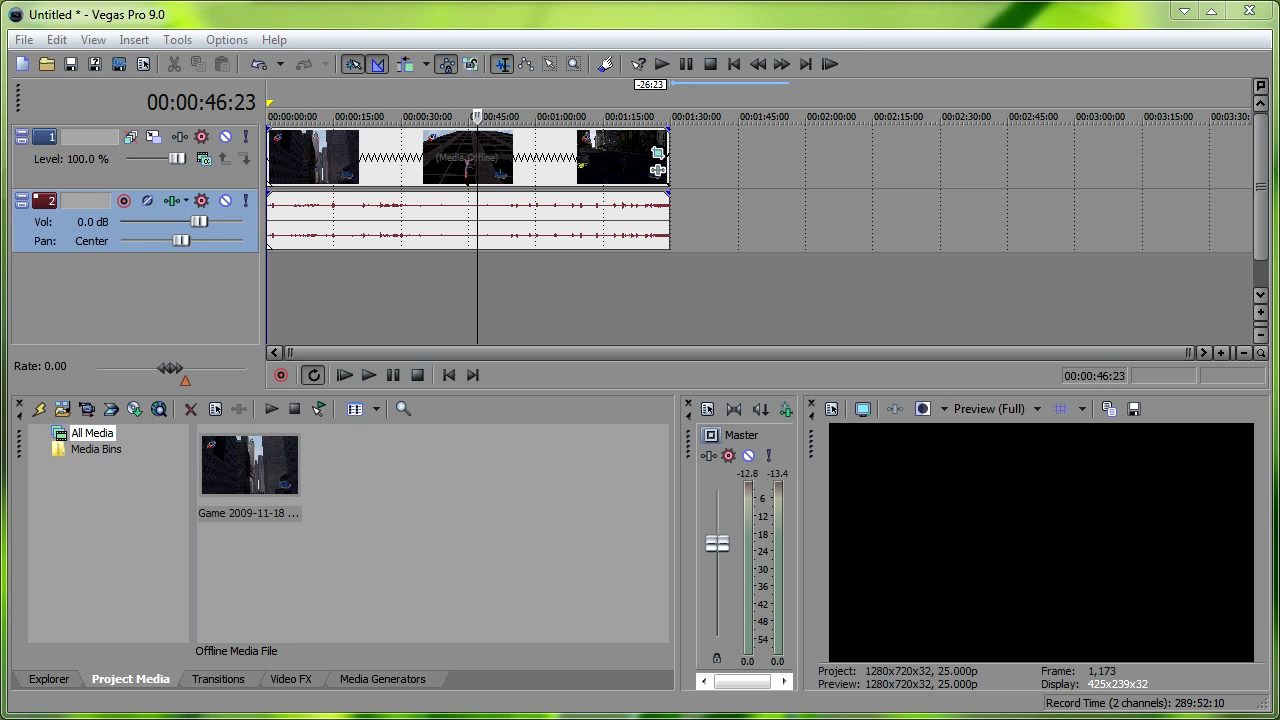 Untitled * - Vegas Pro 9.0
File Edit View Insert Tools Options Help
00:00:46:23
-26:23
00:00:00:00 00:00:15:00 00:00:30:00 00:00:45:00 00:01:00:00 00:01:15:00 00:01:30:00 00:01:45:00 00:02:00:00 00:02:15:00 00:02:30:00 00:02:45:00 00:03:00:00 00:03:15:00 00:03:30:
1
Level: 100.0 %
(Media Offline)
2
Vol: 0.0 dB
Pan: Center
Rate: 0.00
00:00:46:23
All Media
Media Bins
Game 2009-11-18 ...
Offline Media File
Explorer Project Media Transitions Video FX Media Generators
Master
-12.8 -13.4
6
12
18
24
30
36
42
48
54
0.0 0.0
Preview (Full)
Project: 1280x720x32, 25.000p Frame: 1,173
Preview: 1280x720x32, 25.000p Display: 425x239x32
Record Time (2 channels): 289:52:10